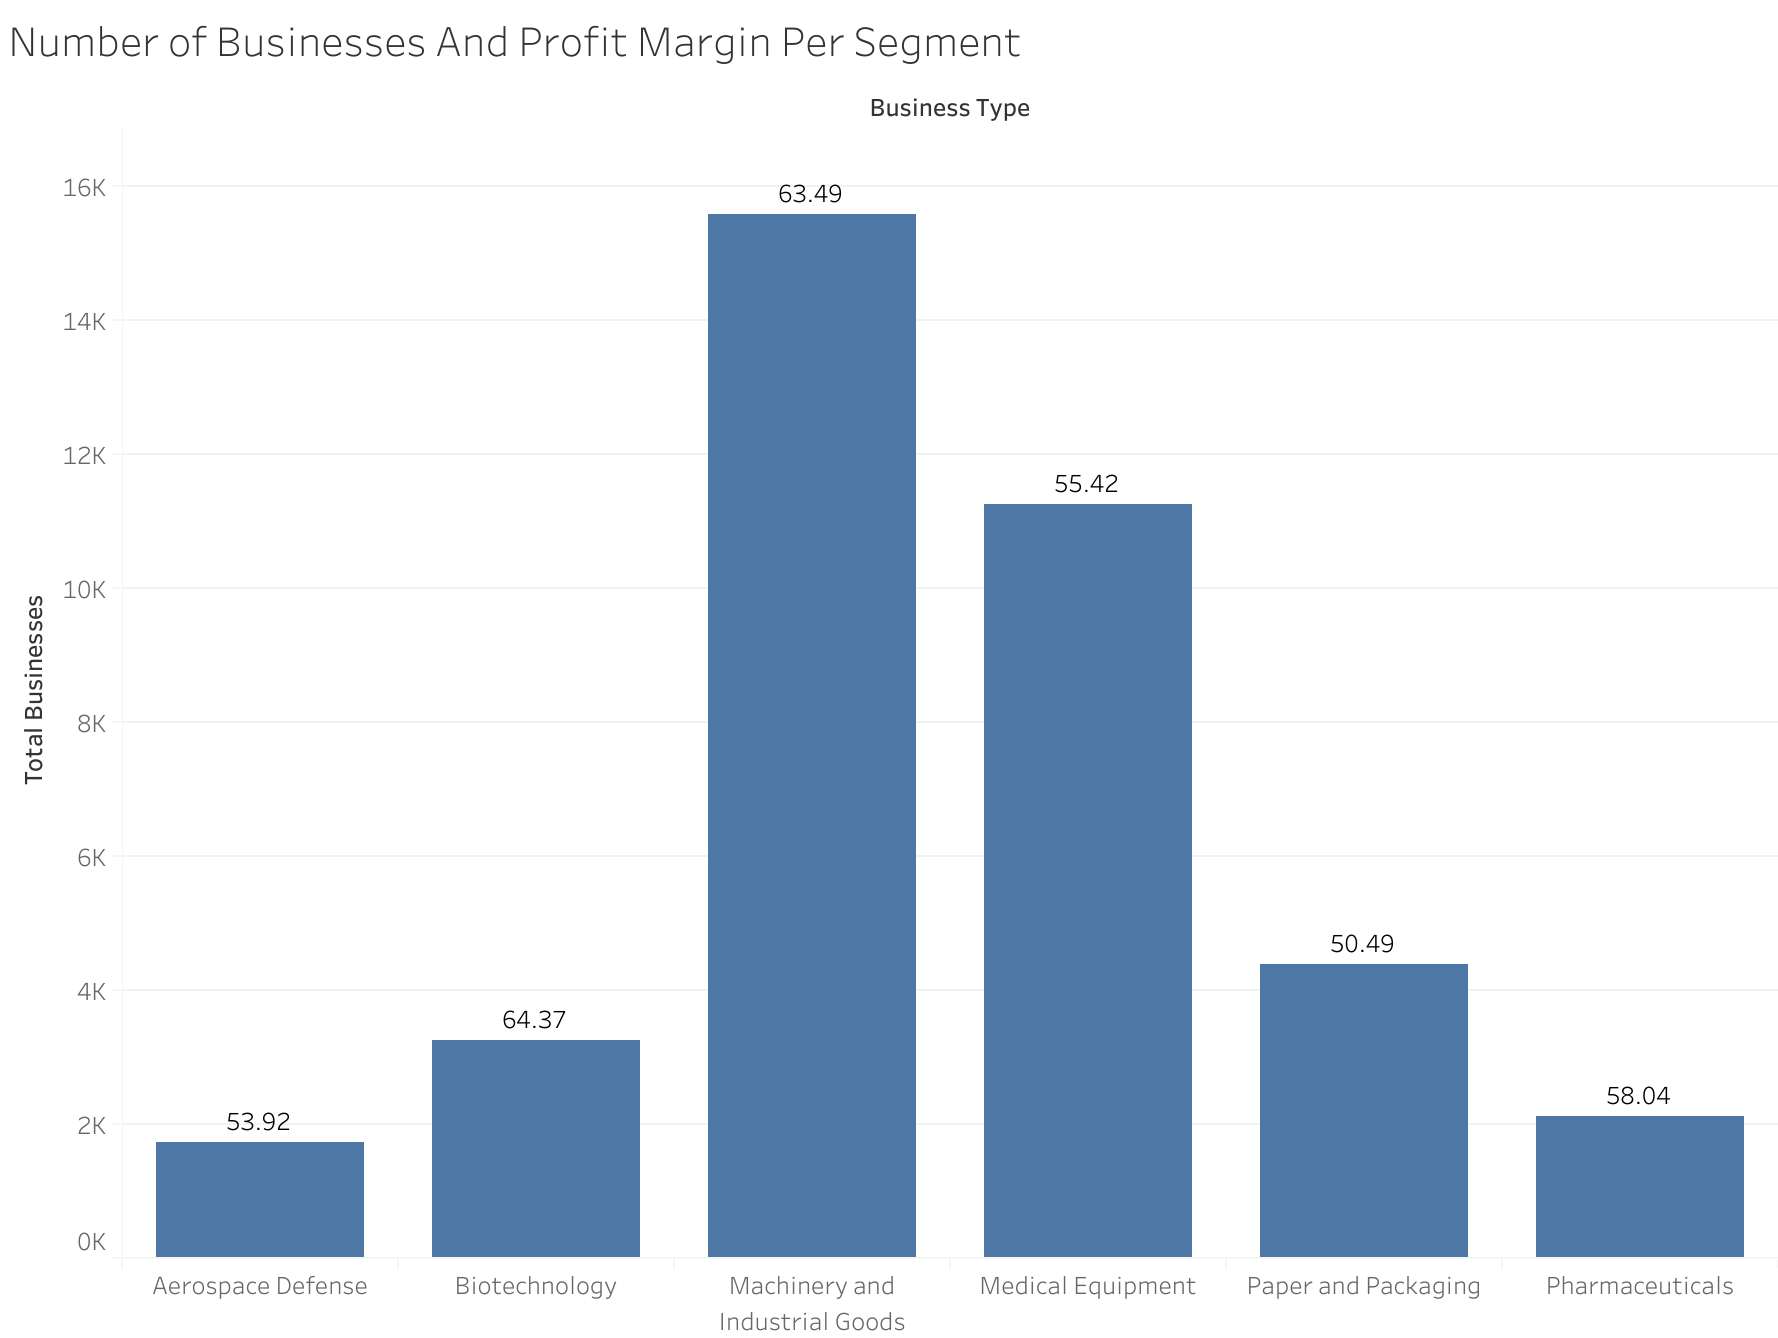 Number of Businesses And Profit Margin Per Segment
Business Type
Total Businesses
16K
14K
12K
10K
8K
6K
4K
2K
0K
53.92
64.37
63.49
55.42
50.49
58.04
Aerospace Defense
Biotechnology
Machinery and
Industrial Goods
Medical Equipment
Paper and Packaging
Pharmaceuticals